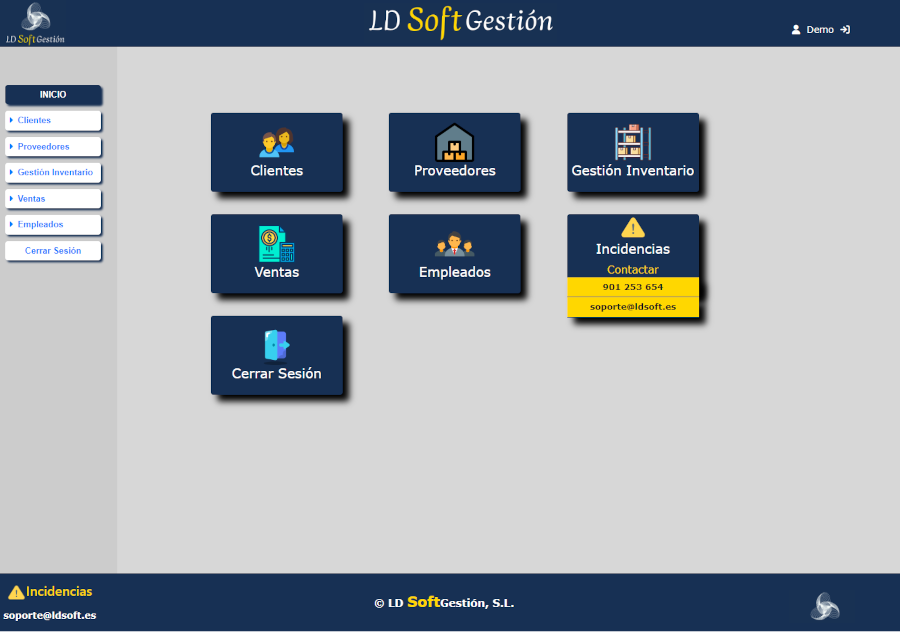 LD Soft Gestión
LD Soft Gestión
Demo
INICIO
Clientes
Proveedores
Gestión Inventario
Ventas
Empleados
Cerrar Sesión
Clientes
Proveedores
Gestión Inventario
Ventas
Empleados
Incidencias
Contactar
901 253 654
soporte@ldsoft.es
Cerrar Sesión
Incidencias
soporte@ldsoft.es
© LD SoftGestión, S.L.